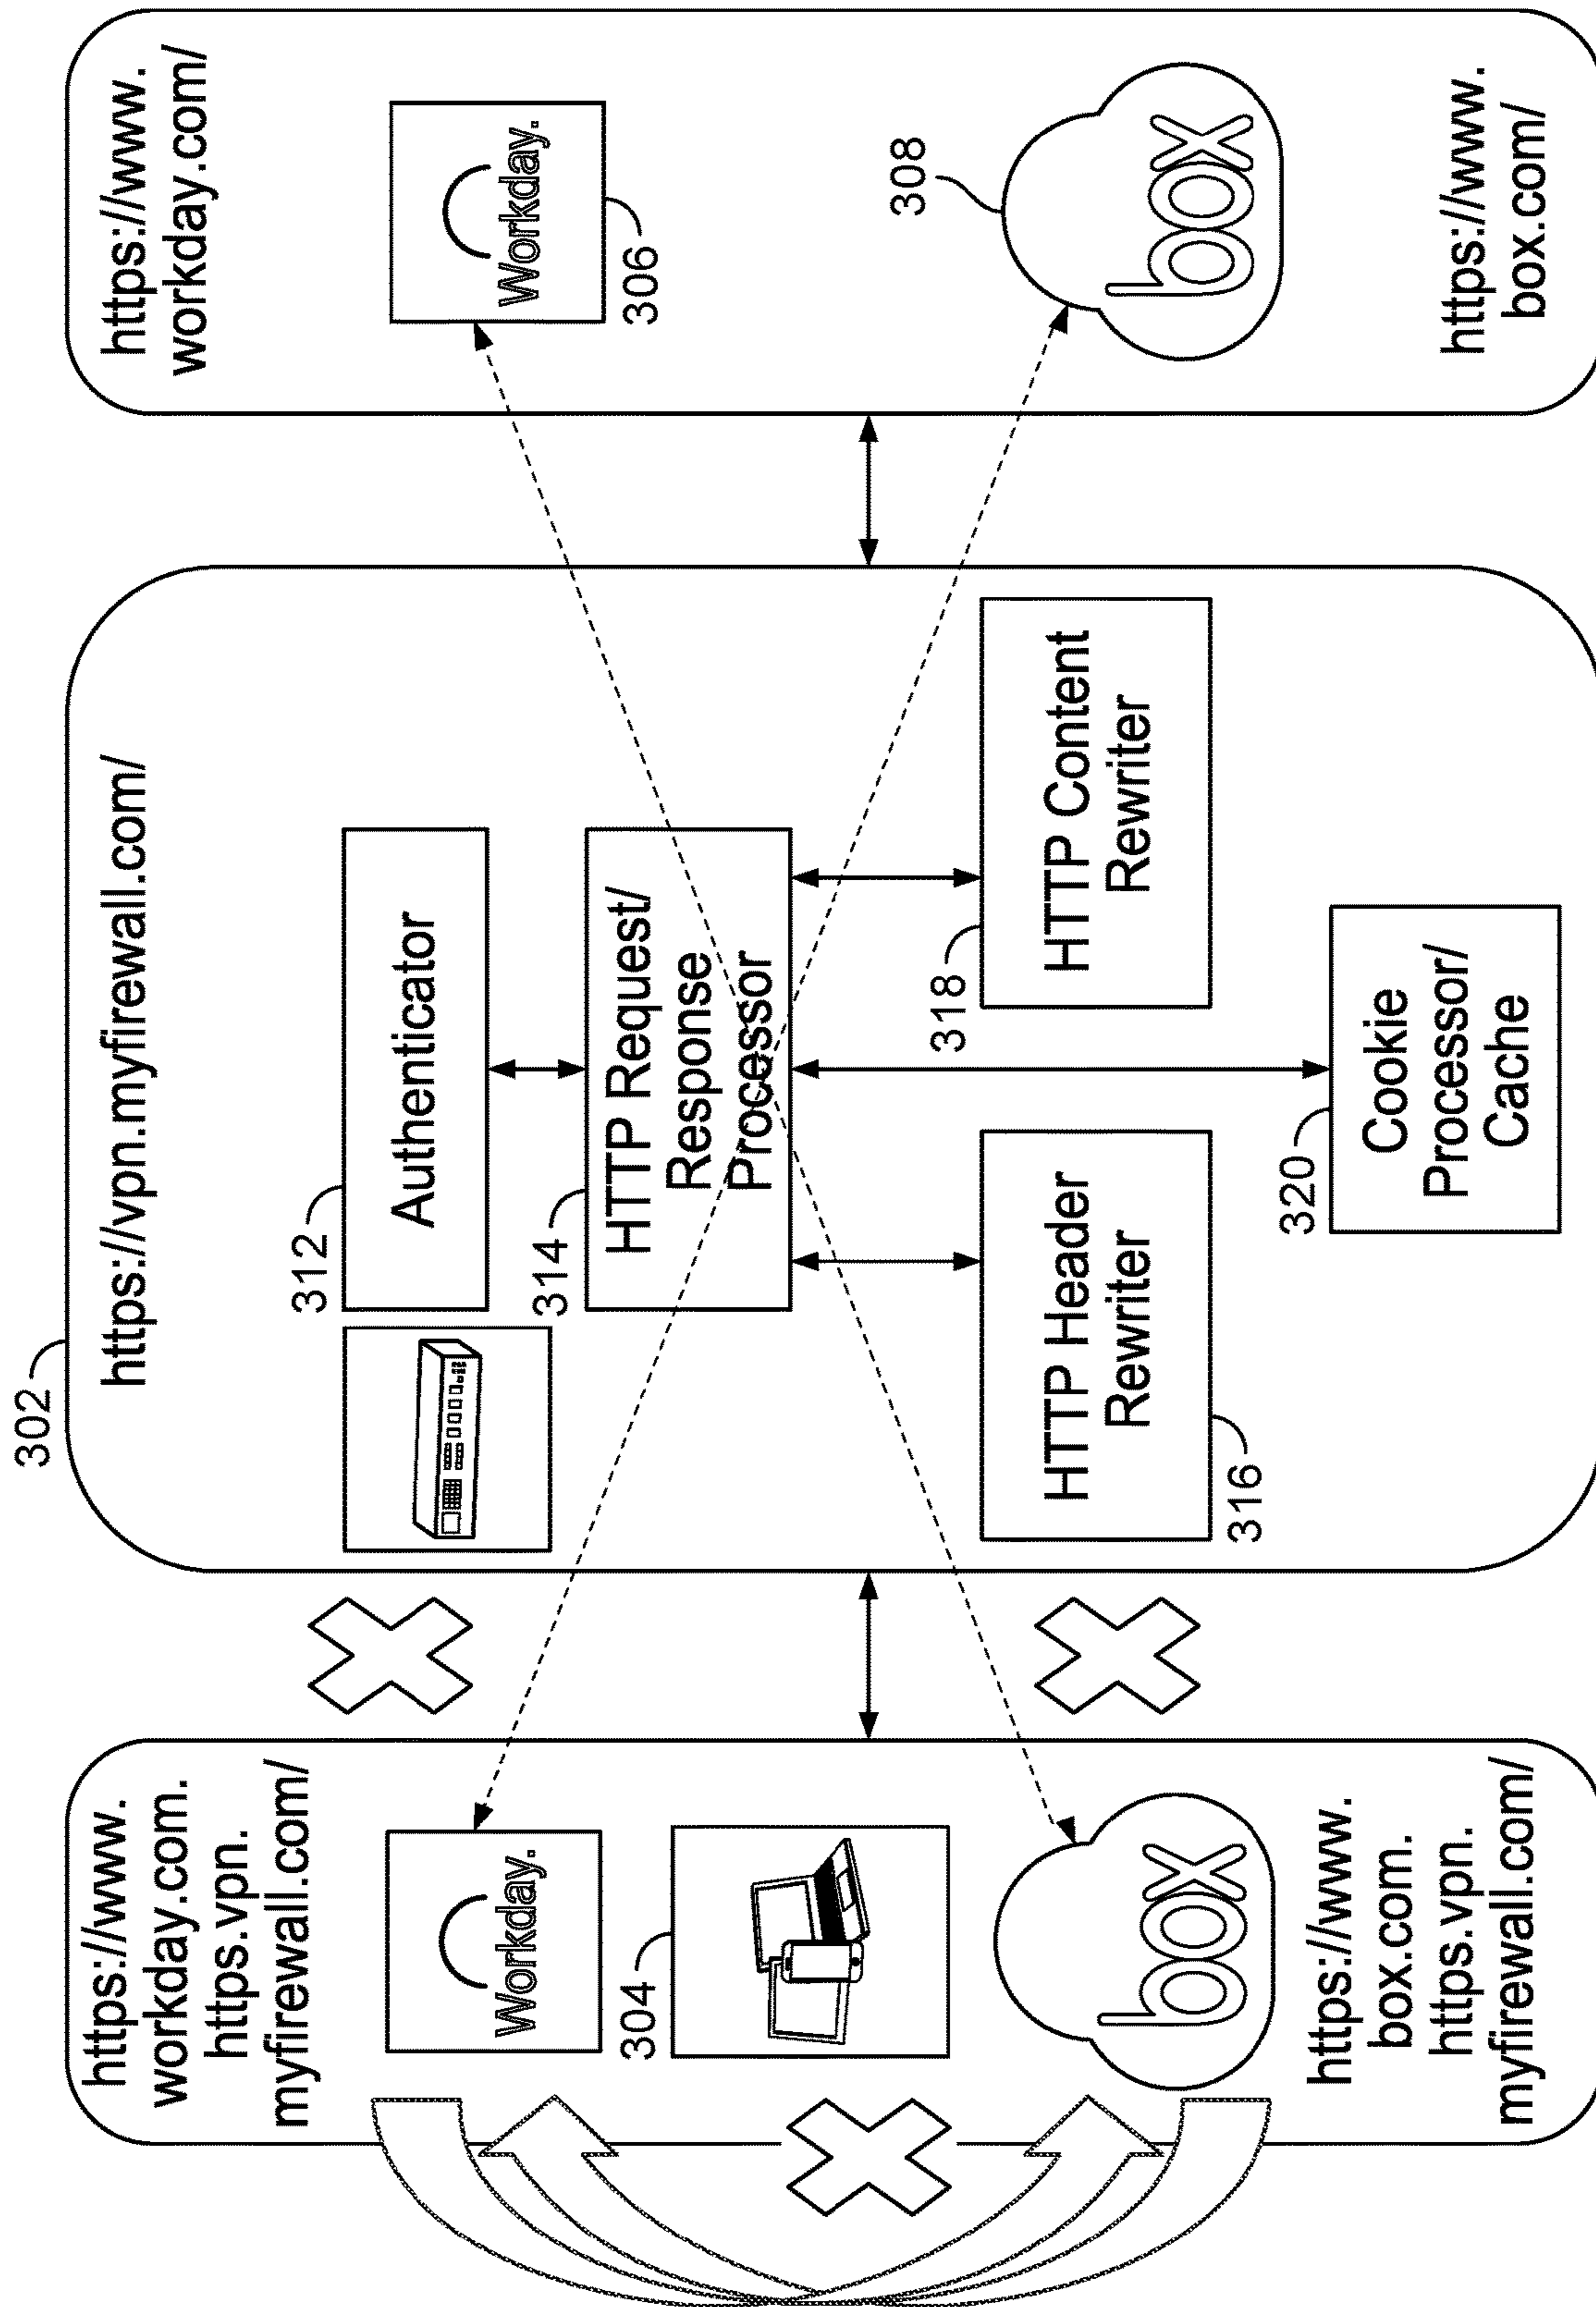 https://www.
workday.com.
https.vpn.
myfirewall.com/
Workday.
304
box
https://www.
box.com.
https.vpn.
myfirewall.com/
302
https://vpn.myfirewall.com/
312
Authenticator
314
HTTP Request/
Response
Processor
316
HTTP Header
Rewriter
318
HTTP Content
Rewriter
320
Cookie
Processor/
Cache
https://www.
workday.com/
Workday.
306
308
box
https://www.
box.com/